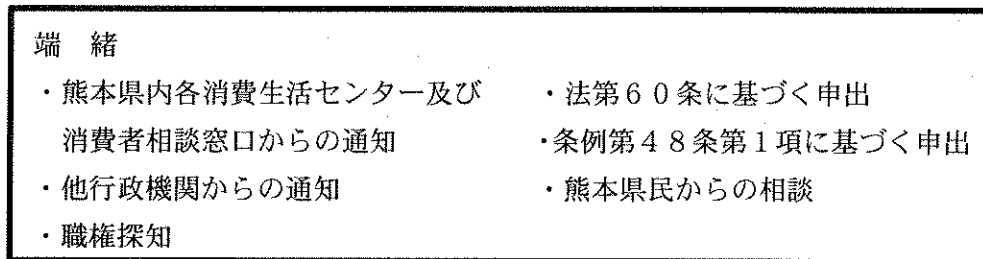 端　緒
・熊本県内各消費生活センター及び
消費者相談窓口からの通知
・他行政機関からの通知
・職権探知
・法第６０条に基づく申出
・条例第４８条第１項に基づく申出
・熊本県民からの相談